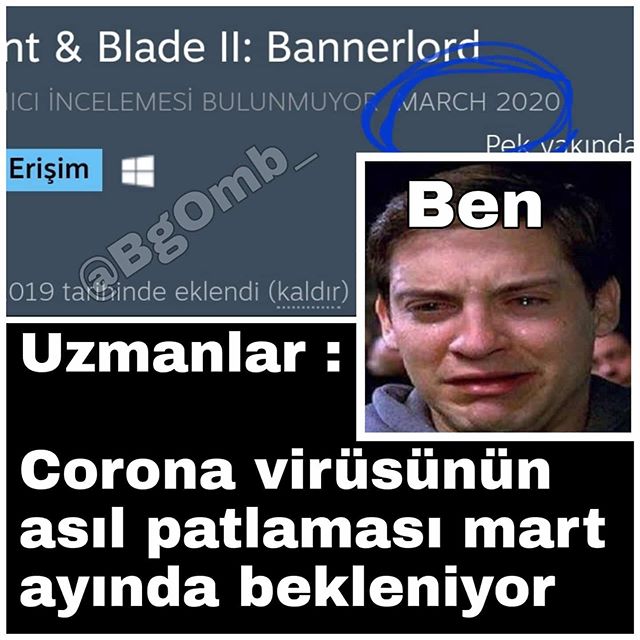 nt & Blade II: Bannerlord
NICI İNCELEMESİ BULUNMUYOR MARCH 2020
Pek yakında
Erişim
@BgOmb_
019 tarihinde eklendi (kaldır)
Ben
Uzmanlar :
Corona virüsünün
asıl patlaması mart
ayında bekleniyor